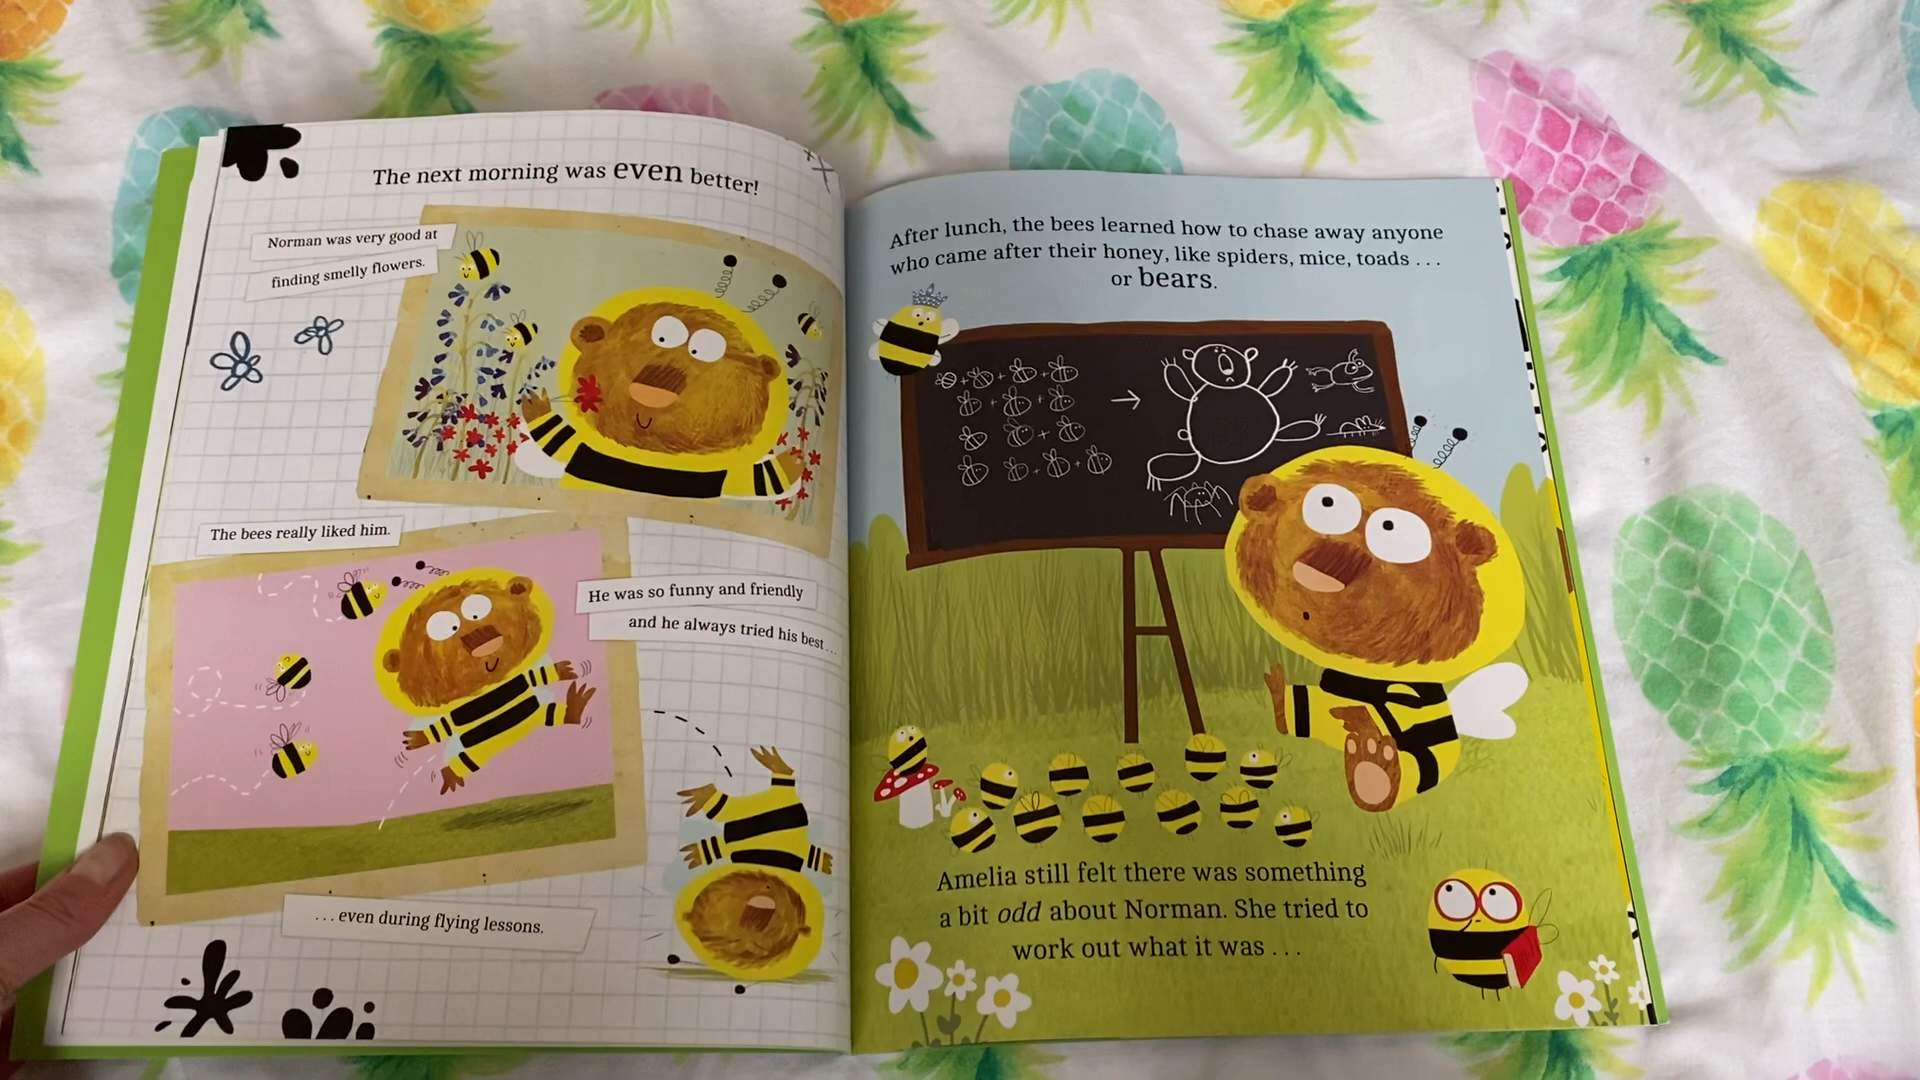 The next morning was even better!
Norman was very good at
finding smelly flowers.
The bees really liked him.
He was so funny and friendly
and he always tried his best...
... even during flying lessons.
After lunch, the bees learned how to chase away anyone
who came after their honey, like spiders, mice, toads . . .
or bears.
Amelia still felt there was something
a bit odd about Norman. She tried to
work out what it was . . .